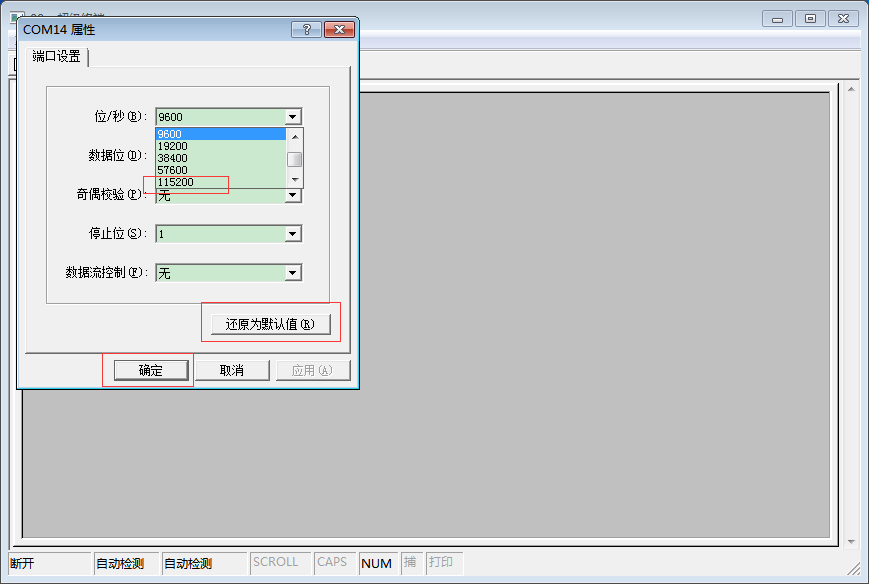 COM14 属性
端口设置
位/秒(B): 9600
9600
19200
38400
57600
115200
数据位(D):
奇偶校验(P): 无
停止位(S): 1
数据流控制(F): 无
还原为默认值(R)
确定 取消 应用(A)
断开 自动检测 自动检测 SCROLL CAPS NUM 捕 打印